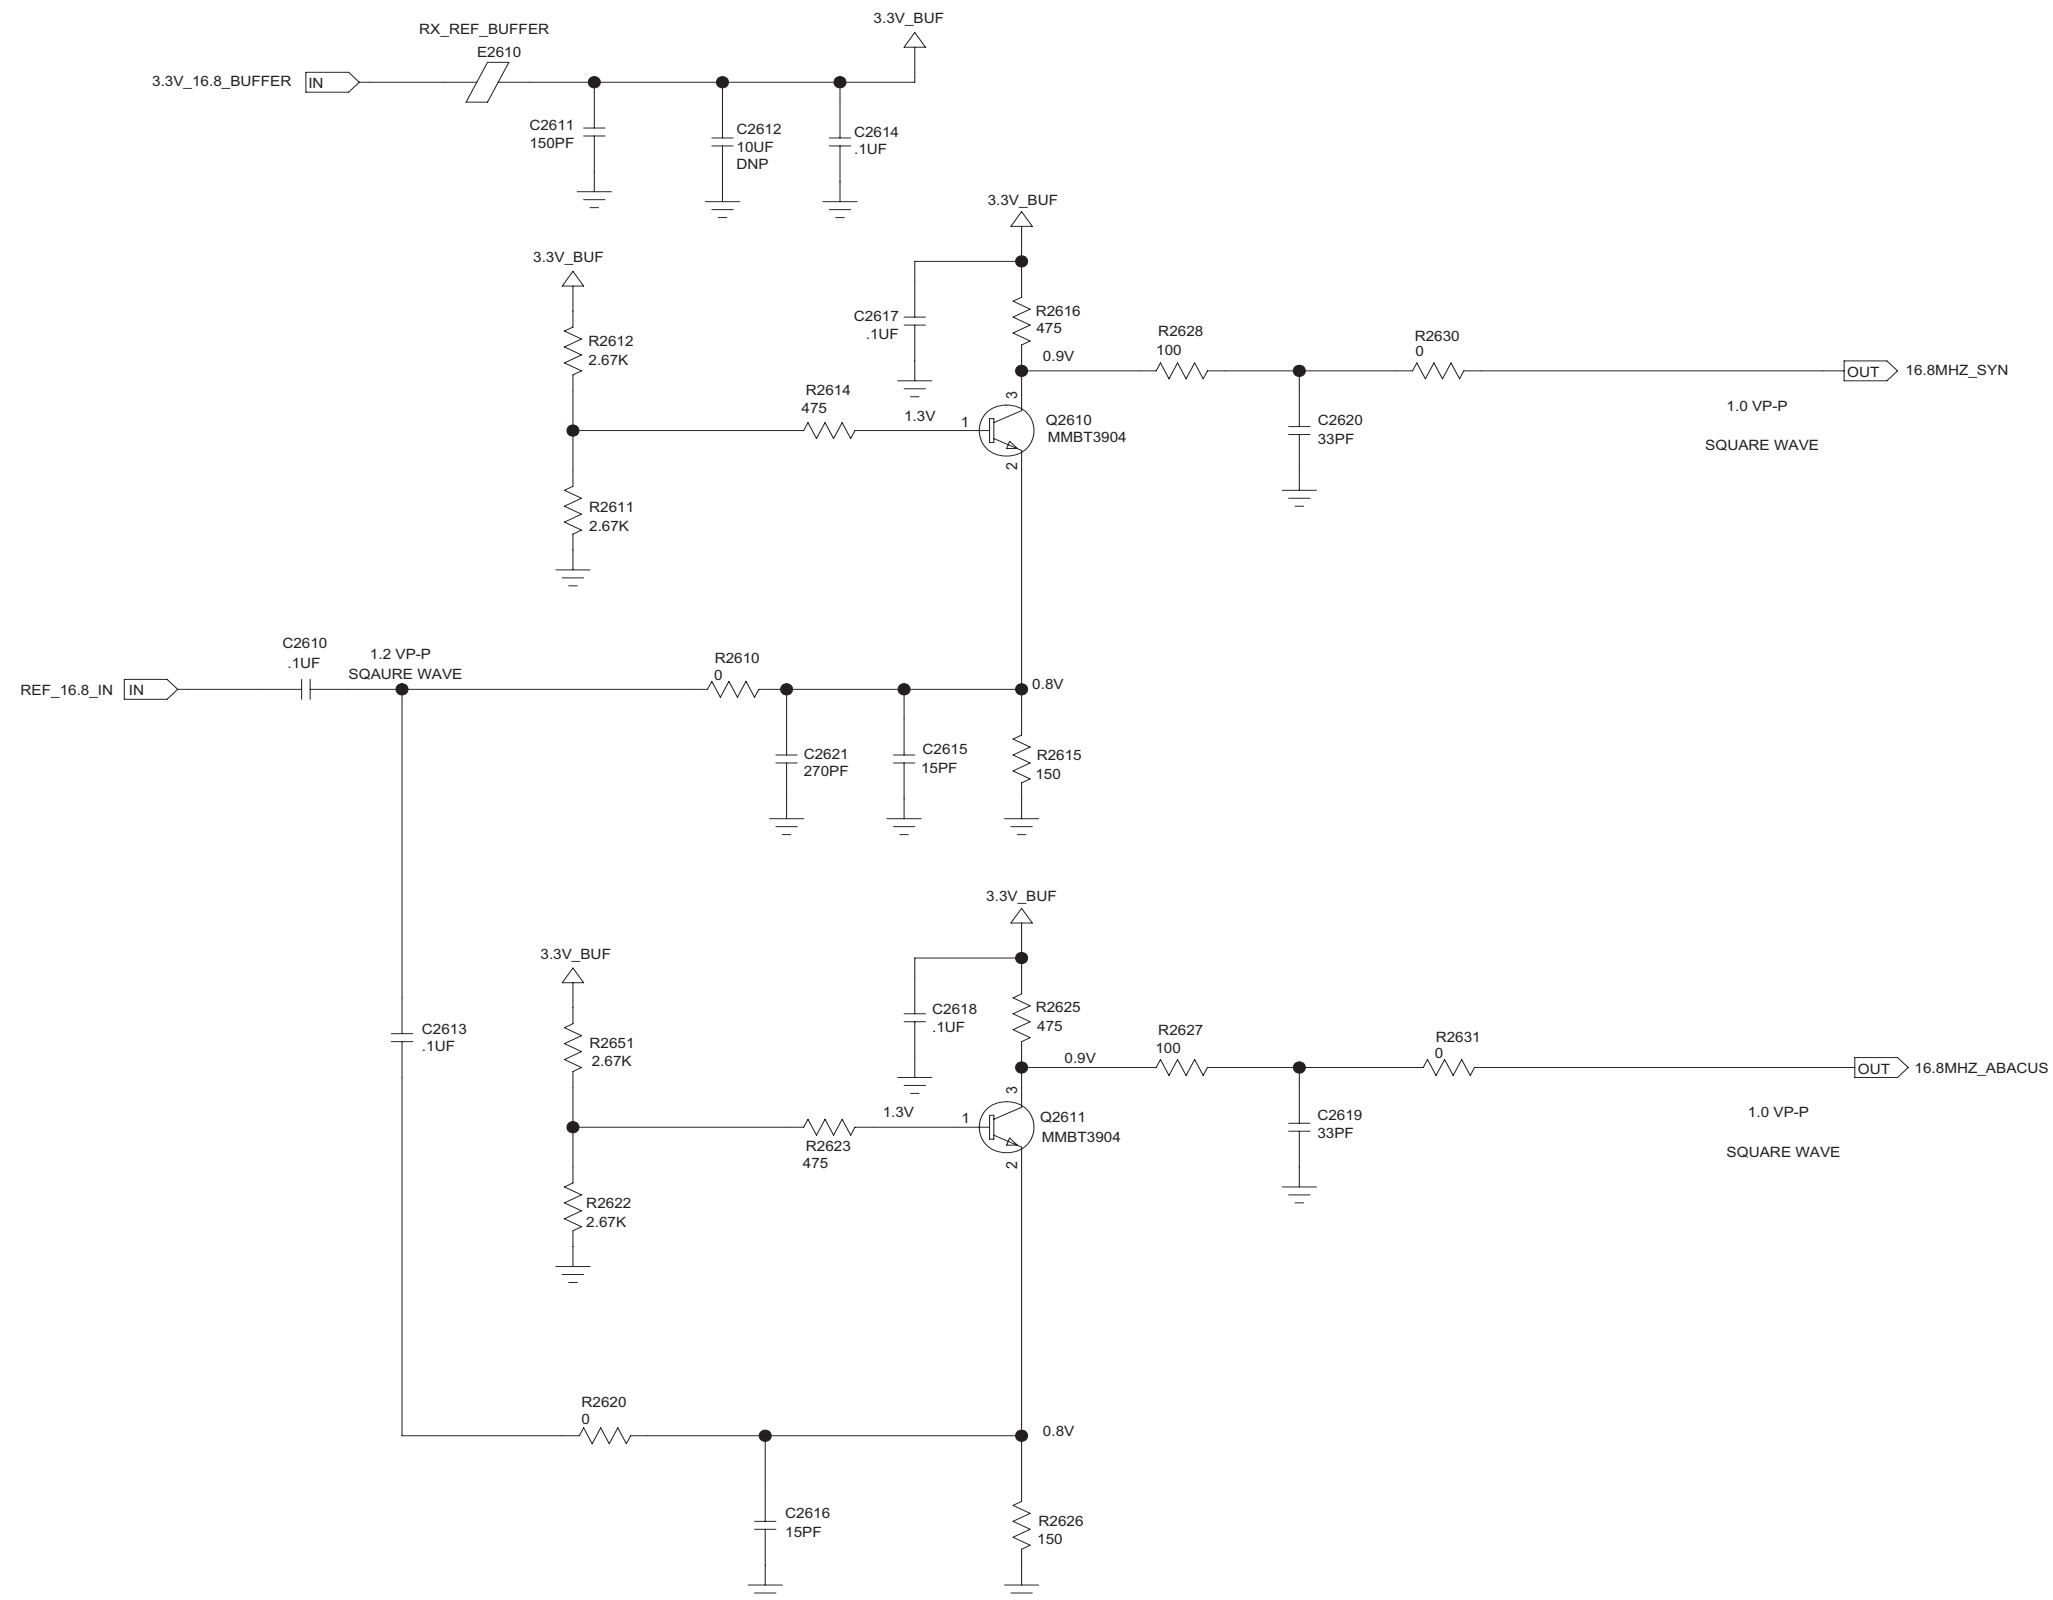 3.3V_BUF
RX_REF_BUFFER
E2610
3.3V_16.8_BUFFER
IN
C2611
150PF
C2612
10UF
DNP
C2614
.1UF
3.3V_BUF
3.3V_BUF
R2612
2.67K
C2617
.1UF
R2616
475
0.9V
R2628
100
R2630
0
OUT
16.8MHZ_SYN
1.0 VP-P
SQUARE WAVE
R2614
475
1.3V
1
3
2
Q2610
MMBT3904
C2620
33PF
R2611
2.67K
C2610
.1UF
1.2 VP-P
SQAURE WAVE
REF_16.8_IN
IN
R2610
0
0.8V
C2621
270PF
C2615
15PF
R2615
150
3.3V_BUF
3.3V_BUF
R2651
2.67K
C2618
.1UF
R2625
475
C2613
.1UF
0.9V
R2627
100
R2631
0
OUT
16.8MHZ_ABACUS
1.0 VP-P
SQUARE WAVE
R2623
475
1.3V
1
3
2
Q2611
MMBT3904
C2619
33PF
R2622
2.67K
R2620
0
0.8V
C2616
15PF
R2626
150